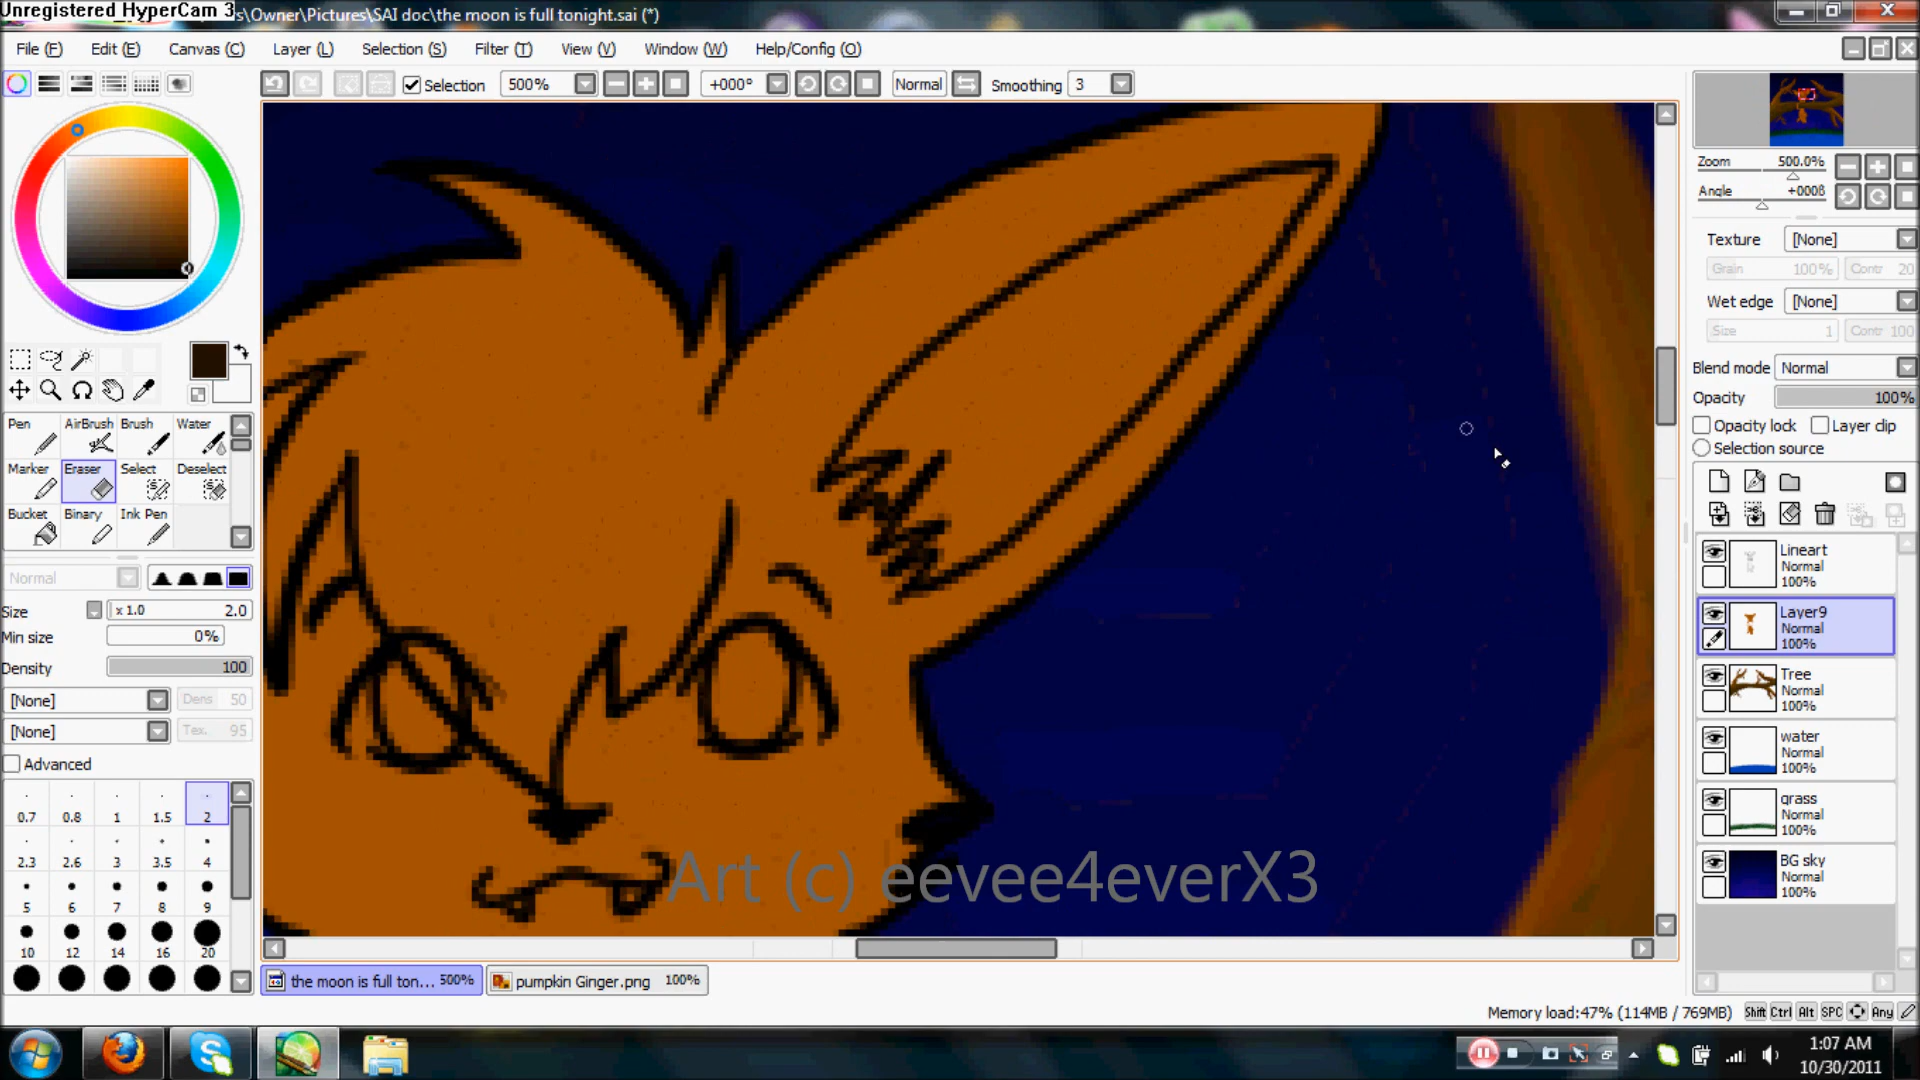 Unregistered HyperCam 3
s\Owner\Pictures\SAI doc\the moon is full tonight.sai (*)
File (F) Edit (E) Canvas (C) Layer (L) Selection (S) Filter (T) View (V) Window (W) Help/Config (O)
Selection 500% +000° Normal Smoothing 3
Zoom 500.0%
Angle +000ß
Texture [None]
Grain 100% Contr 20
Wet edge [None]
Size 1 Contr 100
Blend mode Normal
Opacity 100%
Opacity lock Layer clip
Selection source
Pen AirBrush Brush Water
Marker Eraser Select Deselect
Bucket Binary Ink Pen
Normal
Size x 1.0 2.0
Min size 0%
Density 100
[None] Dens 50
[None] Tex. 95
Advanced
0.7 0.8 1 1.5 2
2.3 2.6 3 3.5 4
5 6 7 8 9
10 12 14 16 20
Lineart
Normal
100%
Layer9
Normal
100%
Tree
Normal
100%
water
Normal
100%
grass
Normal
100%
BG sky
Normal
100%
Art (c) eevee4everX3
the moon is full ton... 500% pumpkin Ginger.png 100%
Memory load:47% (114MB / 769MB) Shift Ctrl Alt SPC Any
1:07 AM
10/30/2011